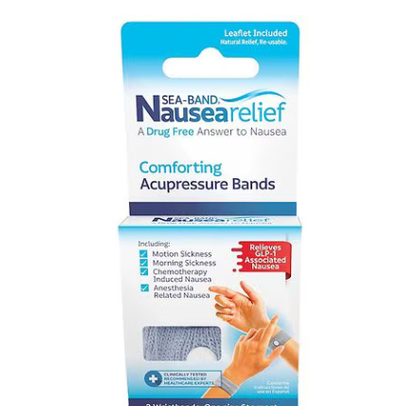 Leaflet Included
Natural Relief, Re-usable.
SEA-BAND.
Nausearelief
A Drug Free Answer to Nausea
Comforting
Acupressure Bands
Nausearelief
Including:
Motion Sickness
Morning Sickness
Chemotherapy
Induced Nausea
Anesthesia
Related Nausea
Relieves
GLP-1
Associated
Nausea
CLINICALLY TESTED
RECOMMENDED BY
HEALTHCARE EXPERTS